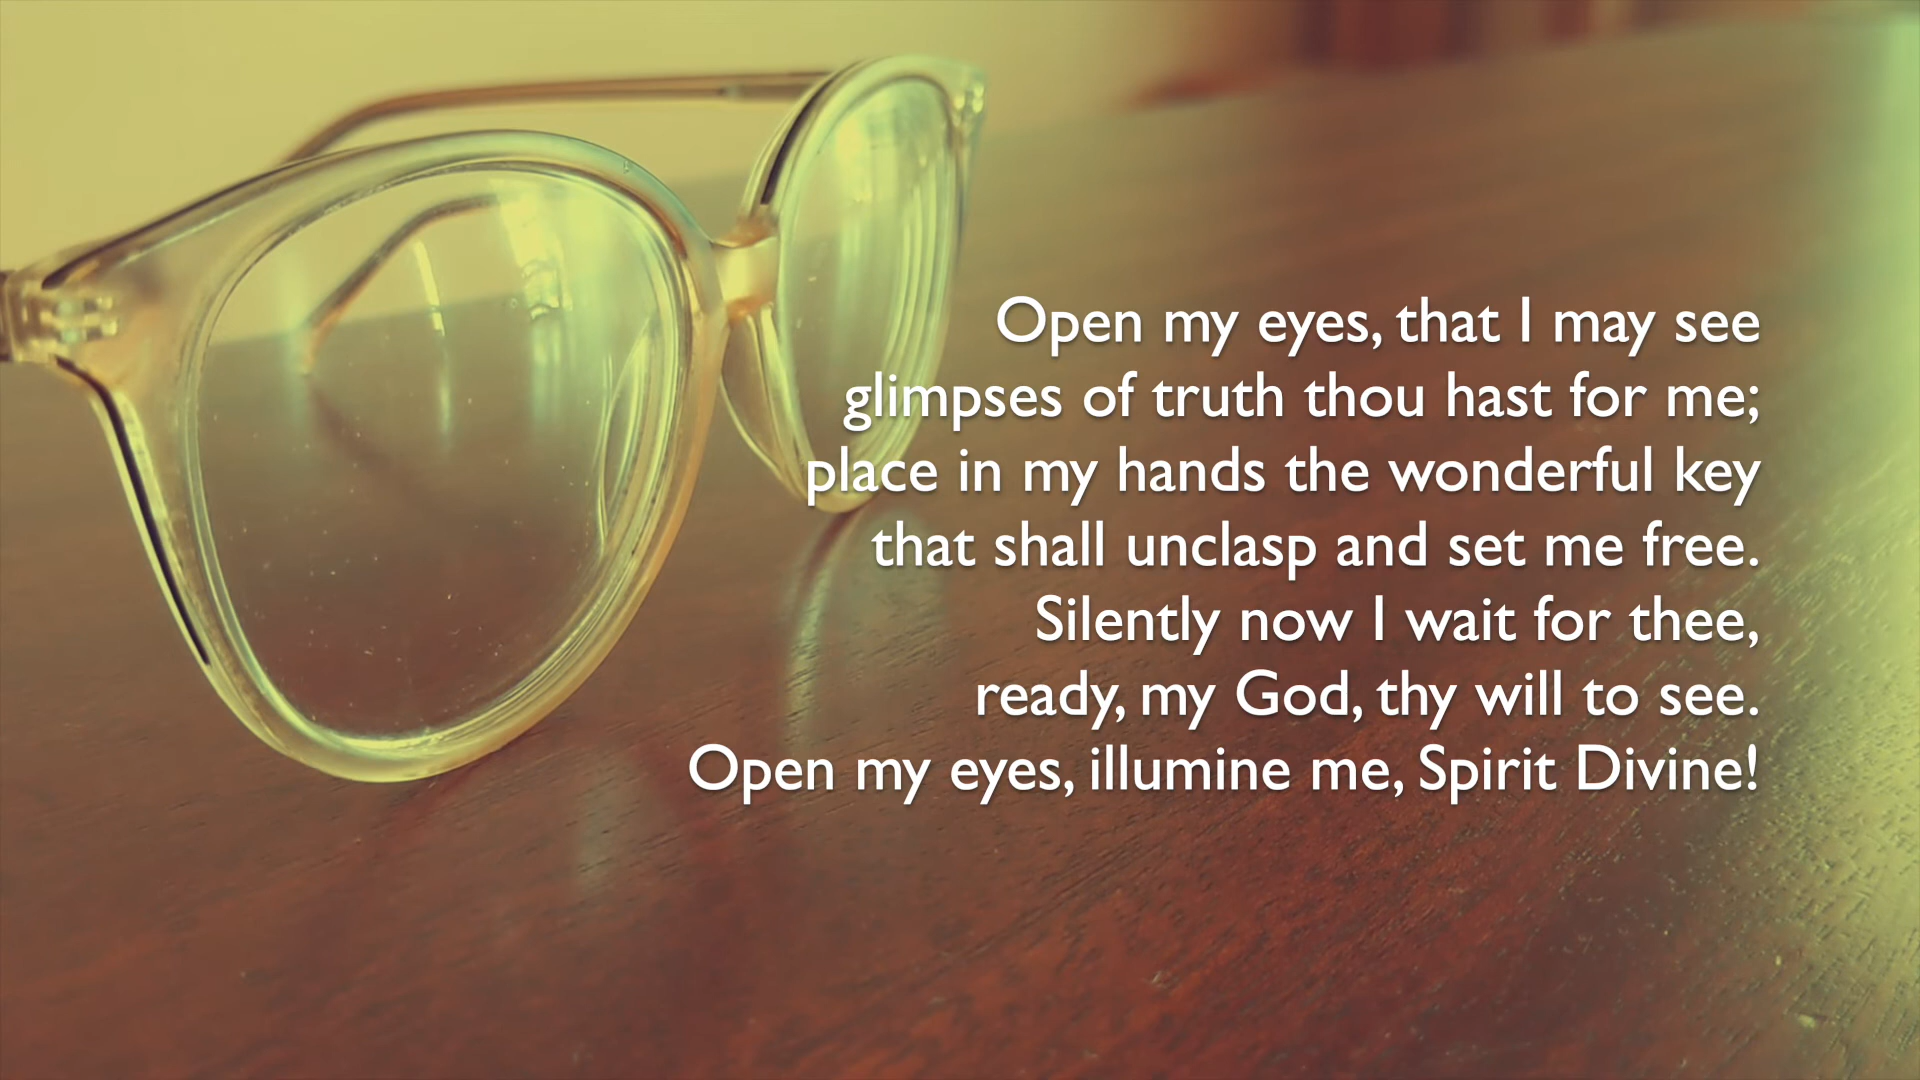 Open my eyes, that I may see
glimpses of truth thou hast for me;
place in my hands the wonderful key
that shall unclasp and set me free.
Silently now I wait for thee,
ready, my God, thy will to see.
Open my eyes, illumine me, Spirit Divine!